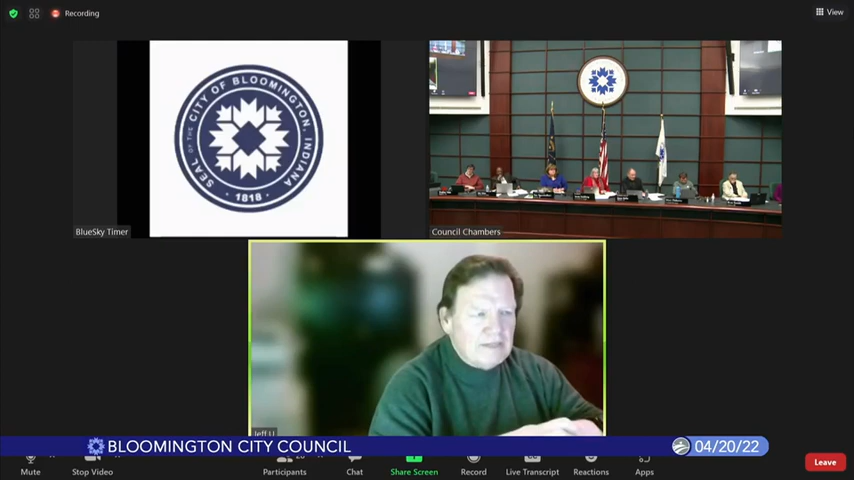 Recording
View
SEAL OF THE CITY OF BLOOMINGTON, INDIANA
· 1818 ·
BlueSky Timer
Council Chambers
Jeff U
BLOOMINGTON CITY COUNCIL
04/20/22
Mute
Stop Video
Participants
Chat
Share Screen
Record
Live Transcript
Reactions
Apps
Leave